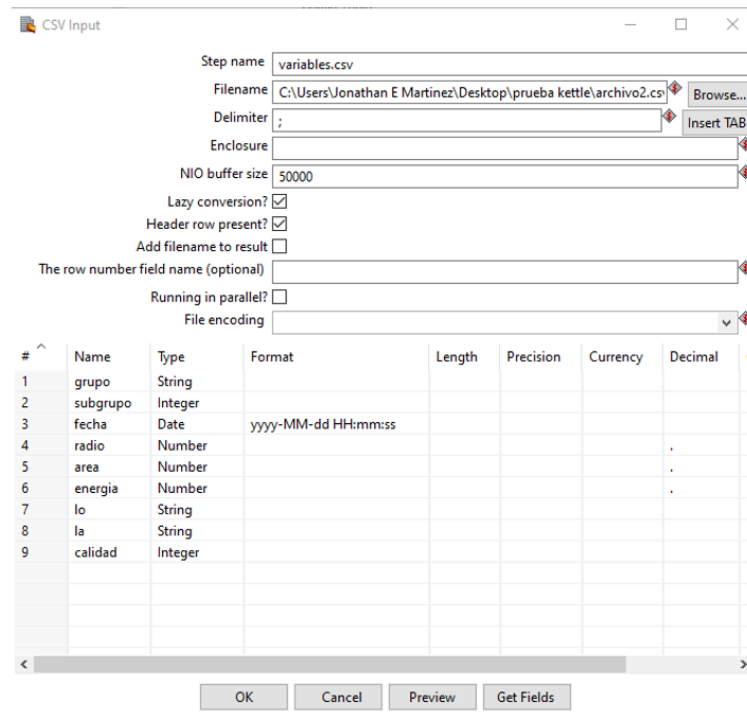 CSV Input
Step name variables.csv
Filename C:\Users\Jonathan E Martinez\Desktop\prueba kettle\archivo2.cs Browse...
Delimiter ; Insert TAB
Enclosure
NIO buffer size 50000
Lazy conversion?
Header row present?
Add filename to result
The row number field name (optional)
Running in parallel?
File encoding
# Name Type Format Length Precision Currency Decimal
1 grupo String
2 subgrupo Integer
3 fecha Date yyyy-MM-dd HH:mm:ss
4 radio Number .
5 area Number .
6 energia Number .
7 lo String
8 la String
9 calidad Integer
OK Cancel Preview Get Fields